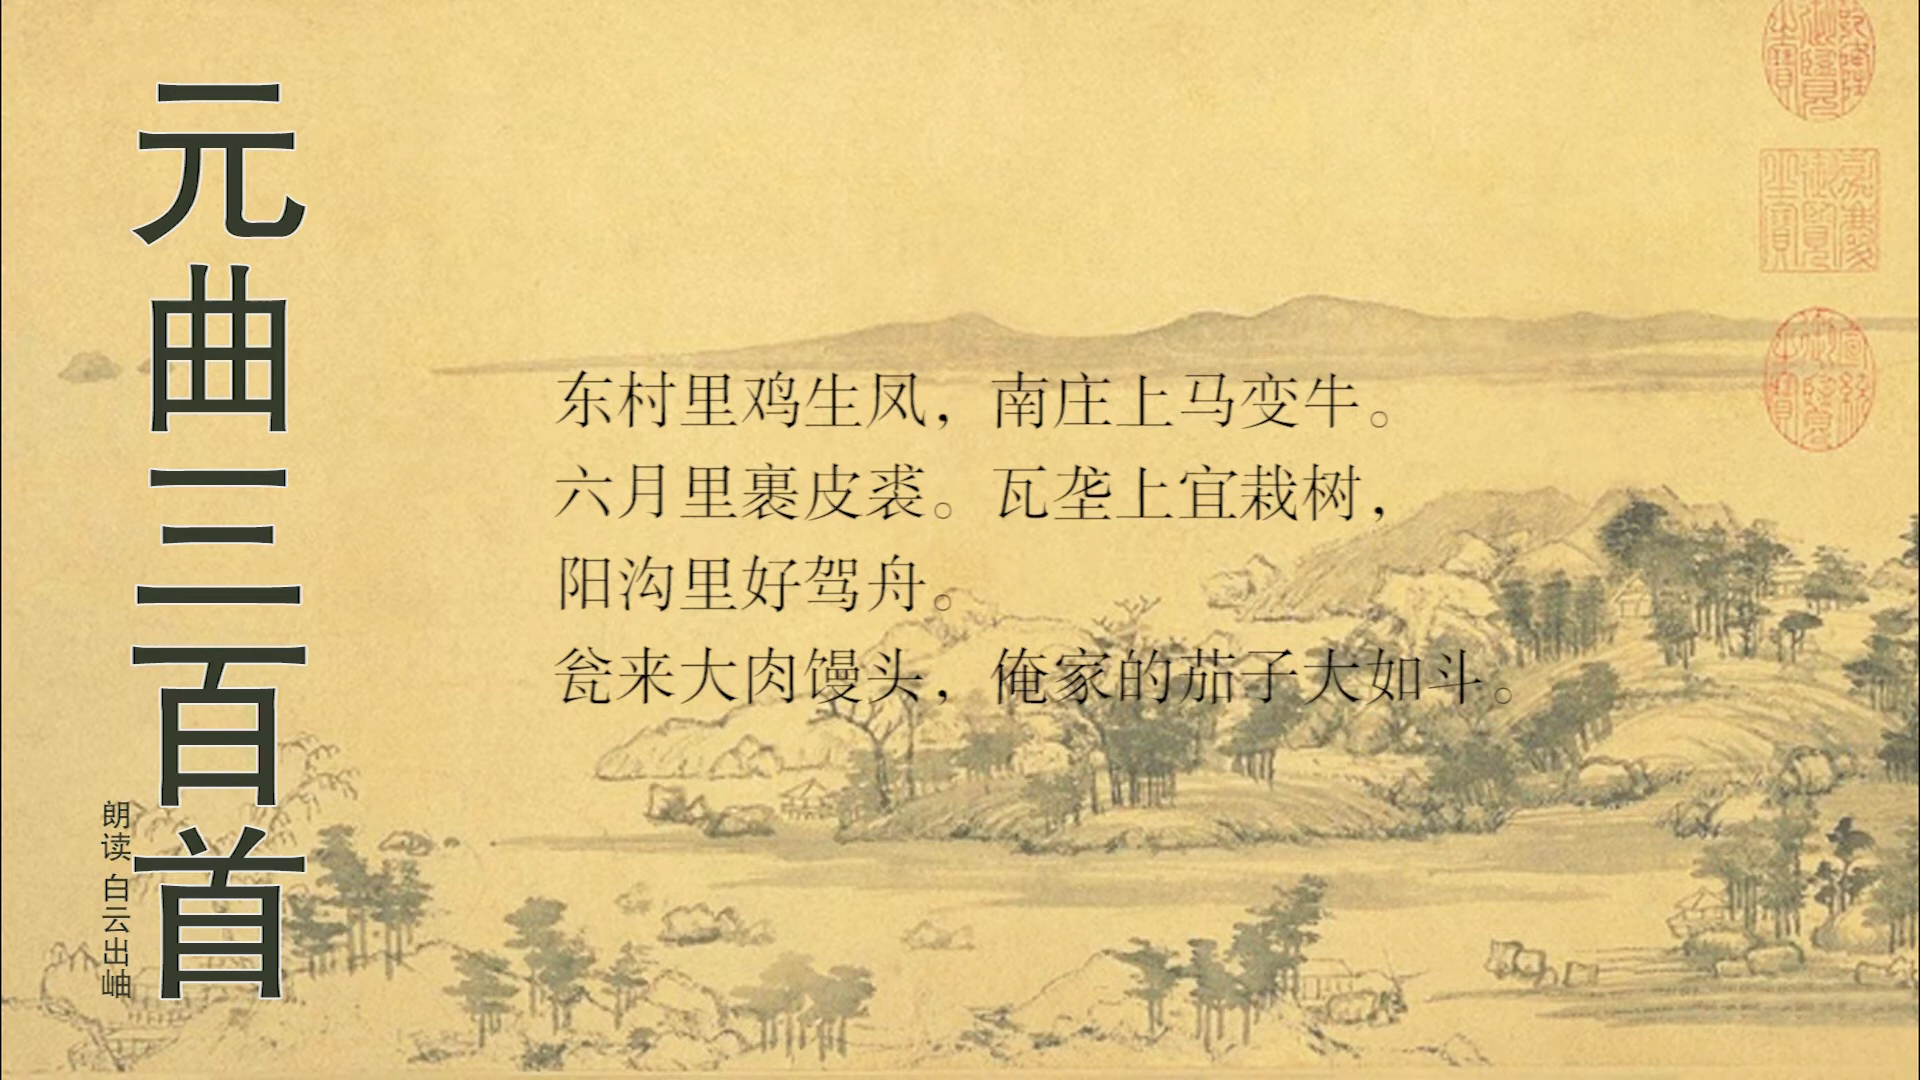 元曲三百首
朗读 白云出岫
东村里鸡生凤，南庄上马变牛。
六月里裹皮裘。瓦垄上宜栽树，
阳沟里好驾舟。
瓮来大肉馒头，俺家的茄子大如斗。